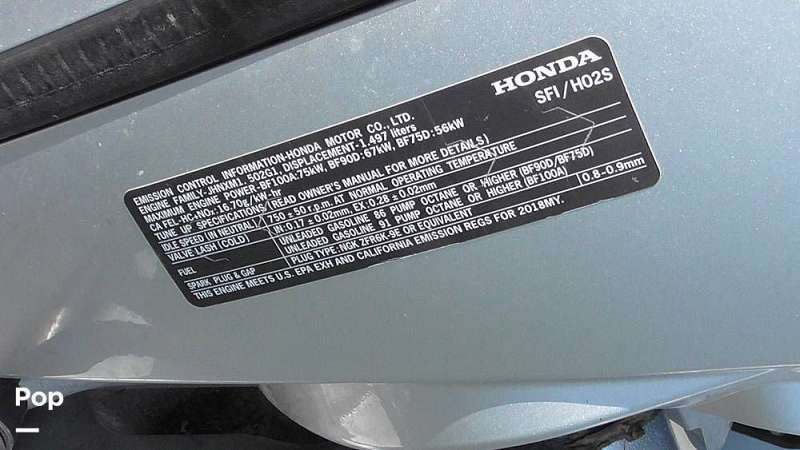 HONDA
SFI/H02S
EMISSION CONTROL INFORMATION-HONDA MOTOR CO., LTD.
ENGINE FAMILY-JHNXM1.502G1, DISPLACEMENT-1 497 liters
MAXIMUM ENGINE POWER-BF100A:75kW, BF90D:67kW, BF75D:56kW
CA FEL-HC+NOx:16.70g/kW-hr
TUNE UP SPECIFICATIONS (READ OWNER'S MANUAL FOR MORE DETAILS)
IDLE SPEED (IN NEUTRAL) 750±50r.p.m. AT NORMAL OPERATING TEMPERATURE
VALVE LASH (COLD) IN:0.17±0.02mm, EX:0.28±0.02mm
FUEL UNLEADED GASOLINE 86 PUMP OCTANE OR HIGHER (BF90D/BF75D)
UNLEADED GASOLINE 91 PUMP OCTANE OR HIGHER (BF100A)
SPARK PLUG & GAP PLUG TYPE: NGK ZFR6K-9E OR EQUIVALENT 0.8-0.9mm
THIS ENGINE MEETS U.S. EPA EXH AND CALIFORNIA EMISSION REGS FOR 2018MY.
Pop